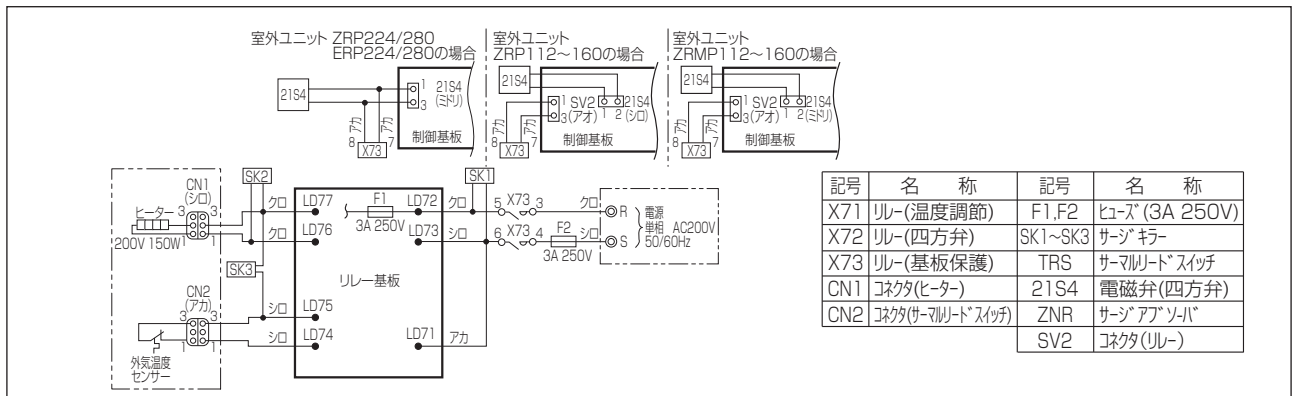 室外ユニット ZRP224/280
ERP224/280の場合
室外ユニット
ZRP112～160の場合
室外ユニット
ZRMP112～160の場合
21S4
1
3
21S4
(ミドリ)
アカ
8
アカ
7
X73
制御基板
21S4
1
3
SV2
(アオ)
1 2
21S4
(シロ)
アカ
8
アカ
7
X73
制御基板
21S4
1
3
SV2
(アオ)
1 2
21S4
(ミドリ)
アカ
8
アカ
7
X73
制御基板
CN1
(シロ)
ヒーター
3 3
1 1
200V 150W
SK2
クロ
クロ
SK3
CN2
(アカ)
3 3
1 1
シロ
シロ
外気温度
センサー
LD77
LD76
LD75
LD74
F1
3A 250V
LD72
LD73
リレー基板
LD71
アカ
SK1
クロ
シロ
5 X73 3
6 X73 4
F2
3A 250V
クロ
シロ
R
S
電源
単相 AC200V
50/60Hz
記号 名 称 記号 名 称
X71 リレー(温度調節) F1,F2 ヒューズ(3A 250V)
X72 リレー(四方弁) SK1~SK3 サージキラー
X73 リレー(基板保護) TRS サーマルリードスイッチ
CN1 コネクタ(ヒーター) 21S4 電磁弁(四方弁)
CN2 コネクタ(サーマルリードスイッチ) ZNR サージアブソーバ
SV2 コネクタ(リレー)